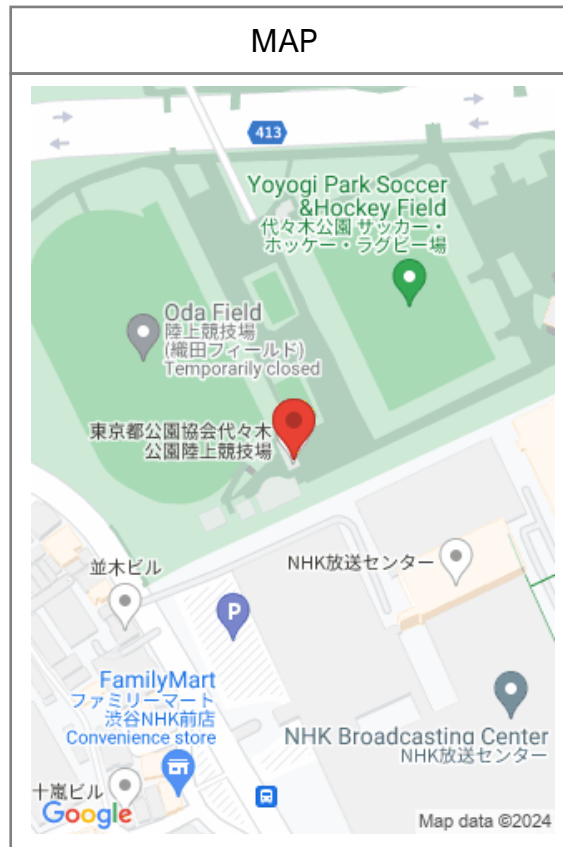 MAP
413
Yoyogi Park Soccer
&Hockey Field
代々木公園 サッカー・
ホッケー・ラグビー場
Oda Field
陸上競技場
(織田フィールド)
Temporarily closed
東京都公園協会代々木
公園陸上競技場
並木ビル
NHK放送センター
P
FamilyMart
ファミリーマート
渋谷NHK前店
Convenience store
NHK Broadcasting Center
NHK放送センター
十嵐ビル
Google
Map data ©2024